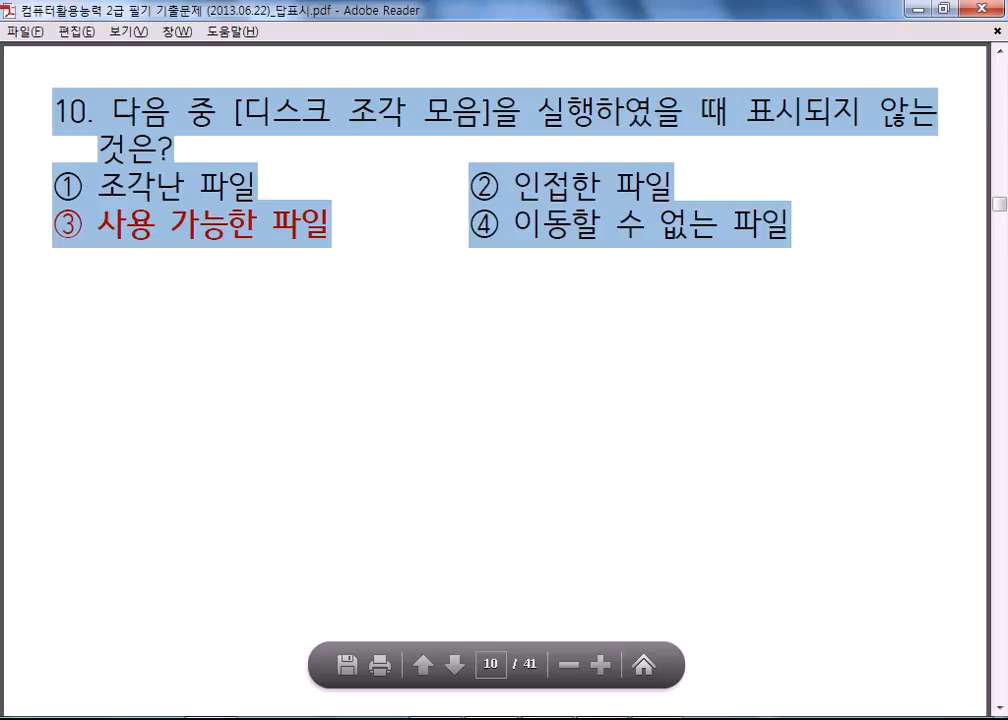 컴퓨터활용능력 2급 필기 기출문제 (2013.06.22)_답표시.pdf - Adobe Reader
파일(F) 편집(E) 보기(V) 창(W) 도움말(H)
10. 다음 중 [디스크 조각 모음]을 실행하였을 때 표시되지 않는
것은?
① 조각난 파일 ② 인접한 파일
③ 사용 가능한 파일 ④ 이동할 수 없는 파일
10 / 41